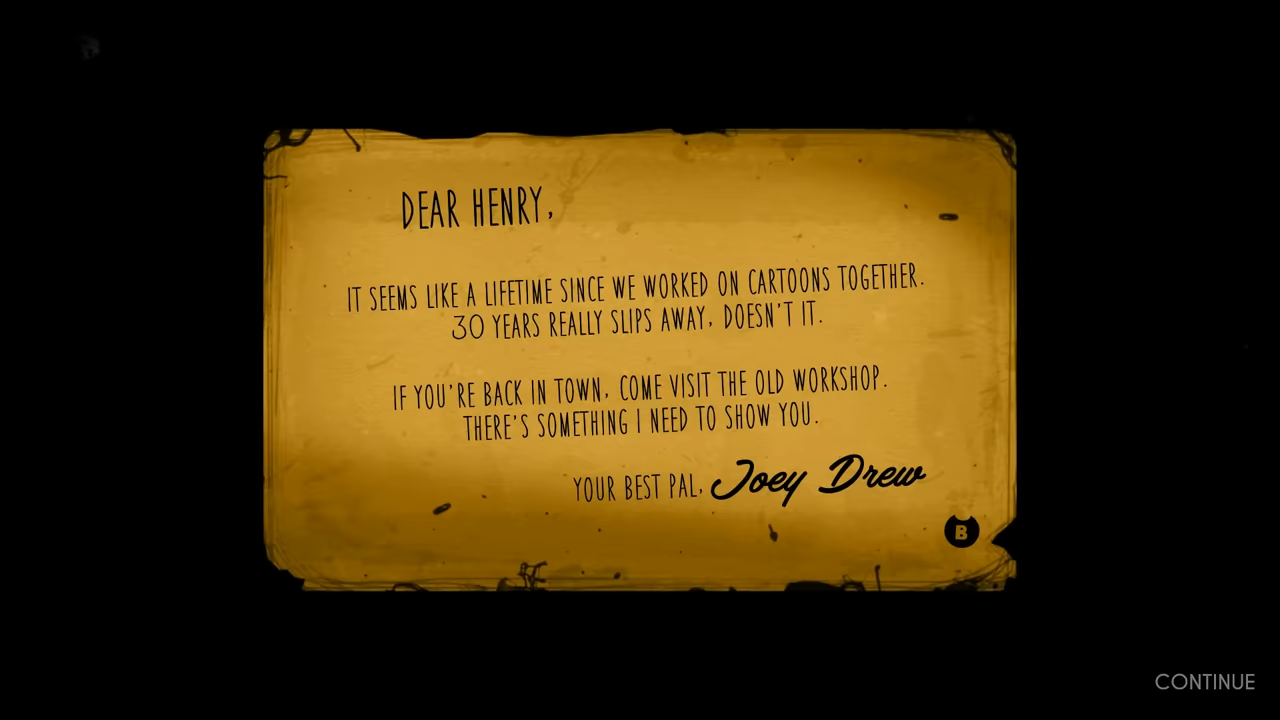 DEAR HENRY,
IT SEEMS LIKE A LIFETIME SINCE WE WORKED ON CARTOONS TOGETHER.
30 YEARS REALLY SLIPS AWAY, DOESN'T IT.
IF YOU'RE BACK IN TOWN, COME VISIT THE OLD WORKSHOP.
THERE'S SOMETHING I NEED TO SHOW YOU.
YOUR BEST PAL, Joey Drew
B
CONTINUE